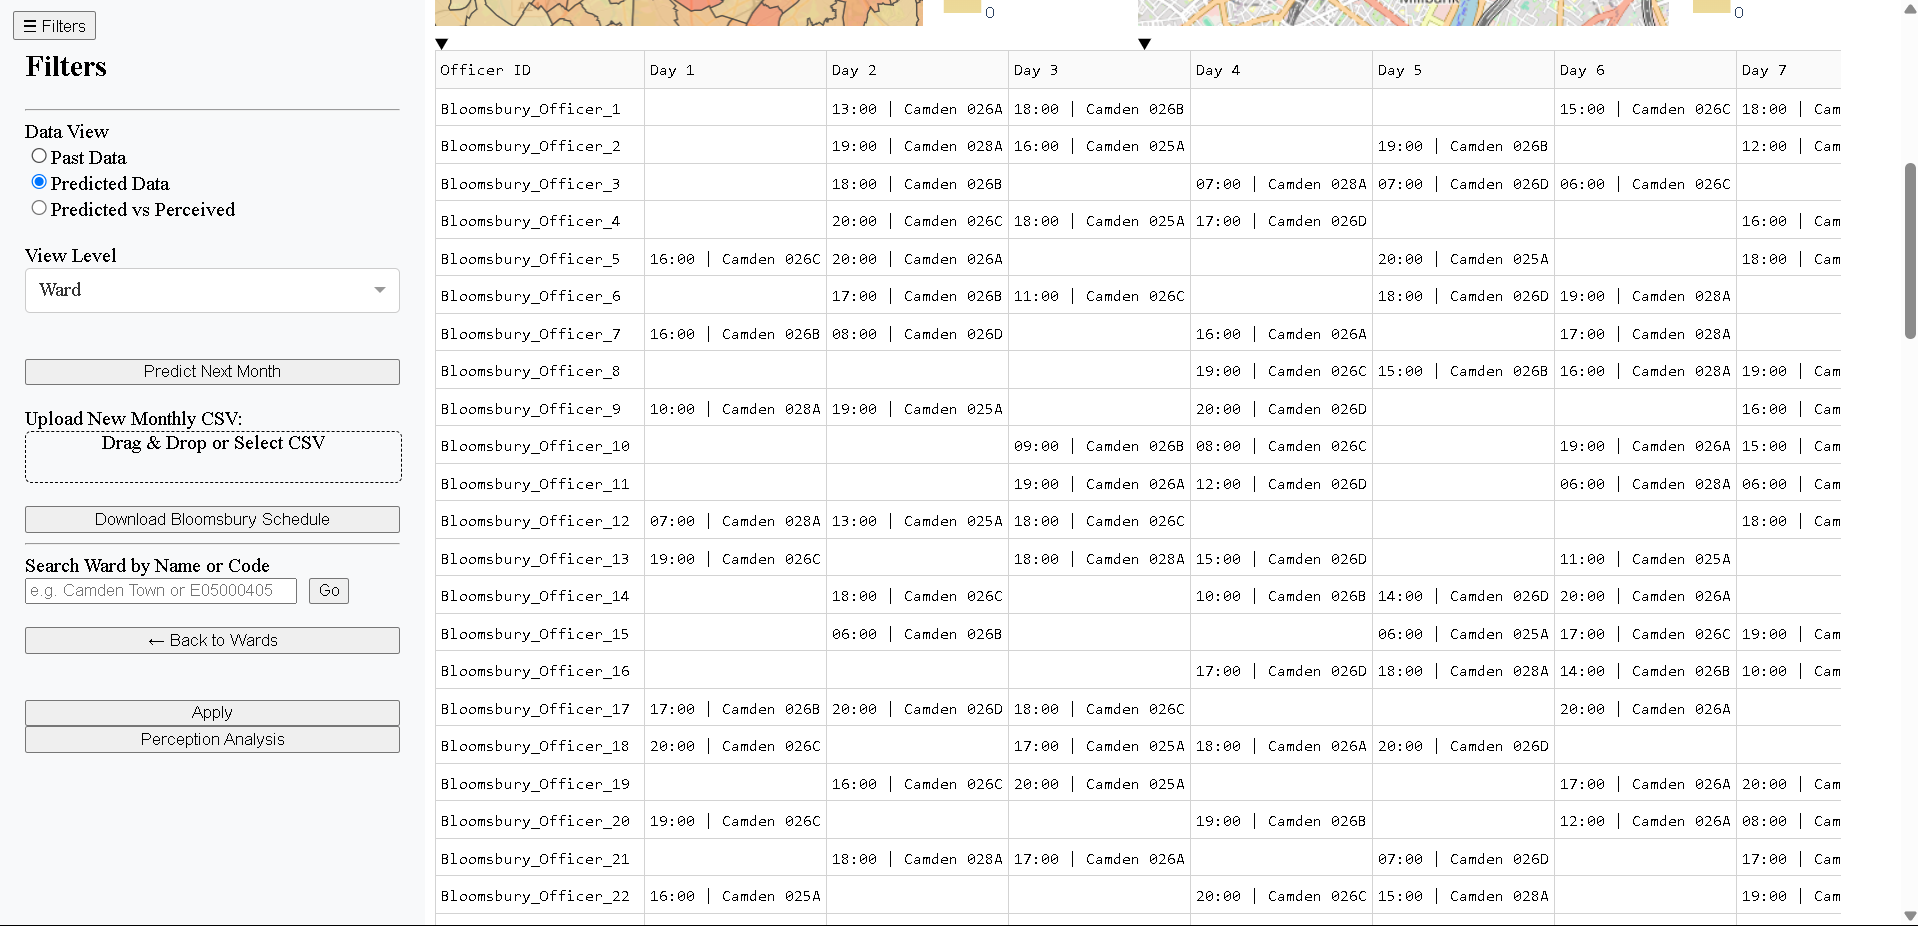 ☰ Filters
Filters
Data View
Past Data
Predicted Data
Predicted vs Perceived
View Level
Ward
Predict Next Month
Upload New Monthly CSV:
Drag & Drop or Select CSV
Download Bloomsbury Schedule
Search Ward by Name or Code
e.g. Camden Town or E05000405 Go
← Back to Wards
Apply
Perception Analysis
0 0
Officer ID Day 1 Day 2 Day 3 Day 4 Day 5 Day 6 Day 7
Bloomsbury_Officer_1 13:00 | Camden 026A 18:00 | Camden 026B 15:00 | Camden 026C 18:00 | Cam
Bloomsbury_Officer_2 19:00 | Camden 028A 16:00 | Camden 025A 19:00 | Camden 026B 12:00 | Cam
Bloomsbury_Officer_3 18:00 | Camden 026B 07:00 | Camden 028A 07:00 | Camden 026D 06:00 | Camden 026C
Bloomsbury_Officer_4 20:00 | Camden 026C 18:00 | Camden 025A 17:00 | Camden 026D 16:00 | Cam
Bloomsbury_Officer_5 16:00 | Camden 026C 20:00 | Camden 026A 20:00 | Camden 025A 18:00 | Cam
Bloomsbury_Officer_6 17:00 | Camden 026B 11:00 | Camden 026C 18:00 | Camden 026D 19:00 | Camden 028A
Bloomsbury_Officer_7 16:00 | Camden 026B 08:00 | Camden 026D 16:00 | Camden 026A 17:00 | Camden 028A
Bloomsbury_Officer_8 19:00 | Camden 026C 15:00 | Camden 026B 16:00 | Camden 028A 19:00 | Cam
Bloomsbury_Officer_9 10:00 | Camden 028A 19:00 | Camden 025A 20:00 | Camden 026D 16:00 | Cam
Bloomsbury_Officer_10 09:00 | Camden 026B 08:00 | Camden 026C 19:00 | Camden 026A 15:00 | Cam
Bloomsbury_Officer_11 19:00 | Camden 026A 12:00 | Camden 026D 06:00 | Camden 028A 06:00 | Cam
Bloomsbury_Officer_12 07:00 | Camden 028A 13:00 | Camden 025A 18:00 | Camden 026C 18:00 | Cam
Bloomsbury_Officer_13 19:00 | Camden 026C 18:00 | Camden 028A 15:00 | Camden 026D 11:00 | Camden 025A
Bloomsbury_Officer_14 18:00 | Camden 026C 10:00 | Camden 026B 14:00 | Camden 026D 20:00 | Camden 026A
Bloomsbury_Officer_15 06:00 | Camden 026B 06:00 | Camden 025A 17:00 | Camden 026C 19:00 | Cam
Bloomsbury_Officer_16 17:00 | Camden 026D 18:00 | Camden 028A 14:00 | Camden 026B 10:00 | Cam
Bloomsbury_Officer_17 17:00 | Camden 026B 20:00 | Camden 026D 18:00 | Camden 026C 20:00 | Camden 026A
Bloomsbury_Officer_18 20:00 | Camden 026C 17:00 | Camden 025A 18:00 | Camden 026A 20:00 | Camden 026D
Bloomsbury_Officer_19 16:00 | Camden 026C 20:00 | Camden 025A 17:00 | Camden 026A 20:00 | Cam
Bloomsbury_Officer_20 19:00 | Camden 026C 19:00 | Camden 026B 12:00 | Camden 026A 08:00 | Cam
Bloomsbury_Officer_21 18:00 | Camden 028A 17:00 | Camden 026A 07:00 | Camden 026D 17:00 | Cam
Bloomsbury_Officer_22 16:00 | Camden 025A 20:00 | Camden 026C 15:00 | Camden 028A 19:00 | Cam